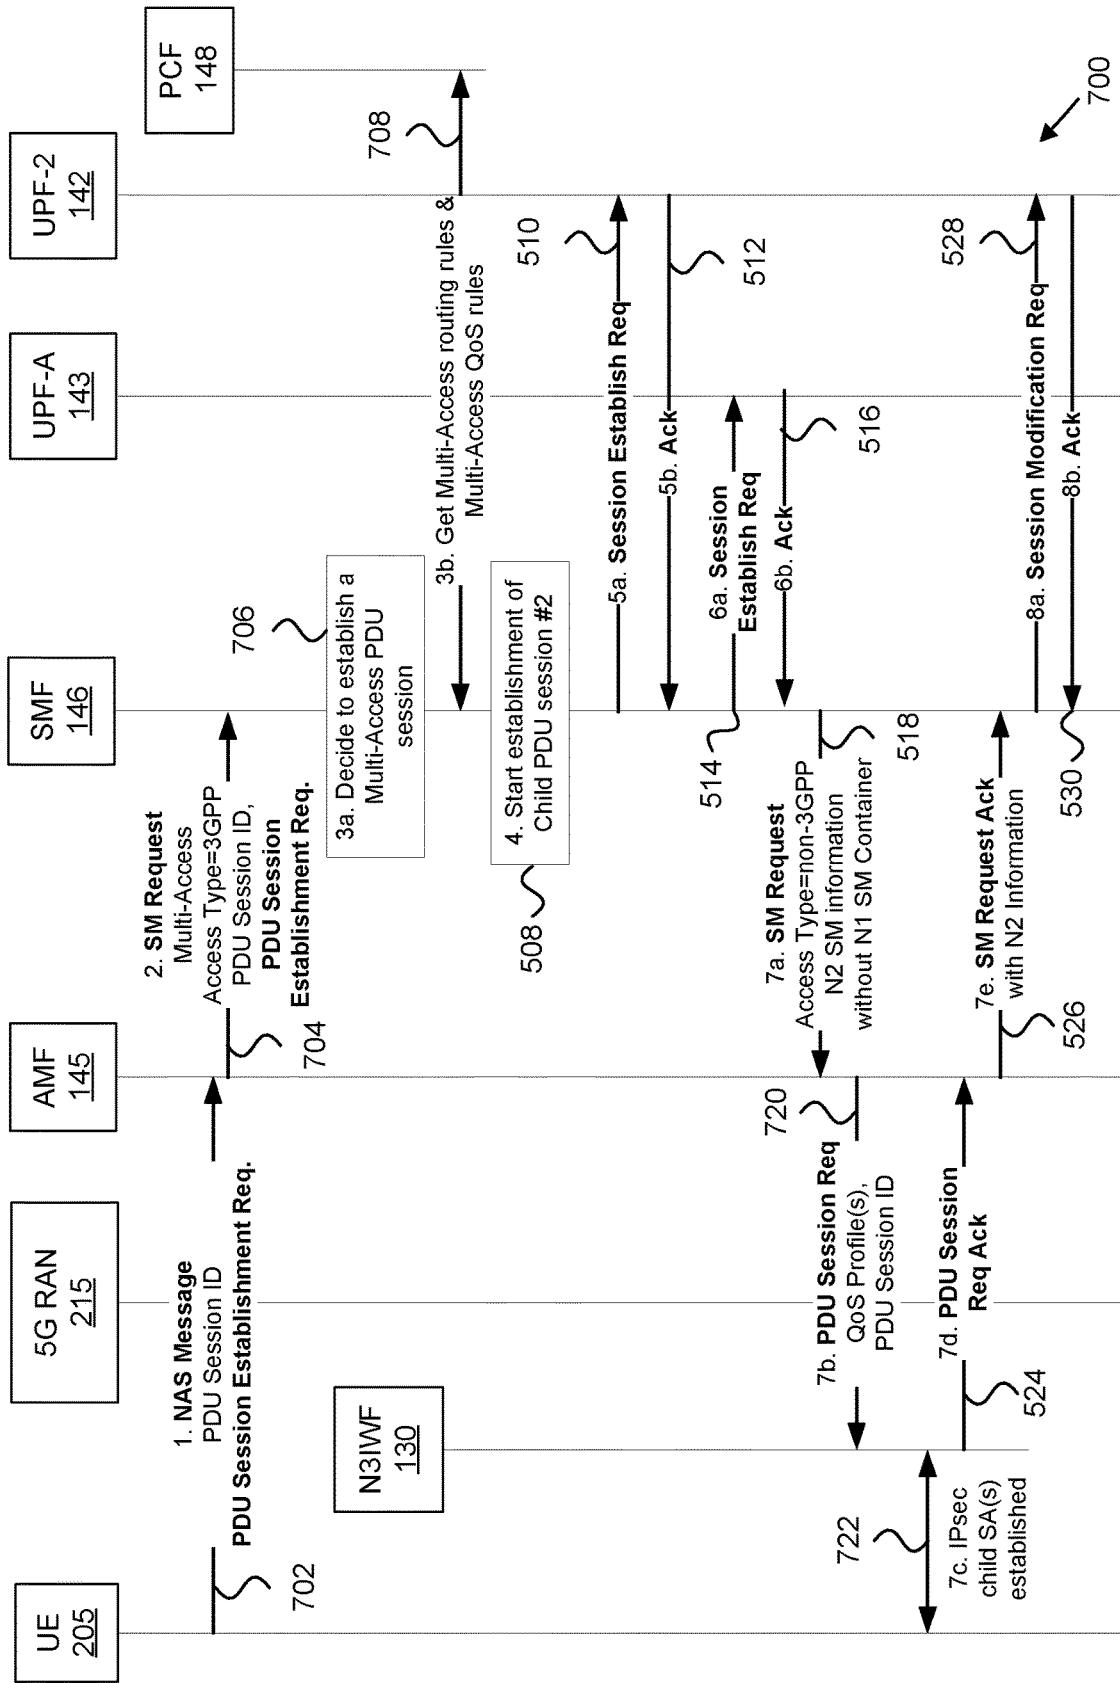 UE
205
5G RAN
215
AMF
145
SMF
146
UPF-A
143
UPF-2
142
N3IWF
130
PCF
148
1. NAS Message
PDU Session ID
PDU Session Establishment Req.
702
2. SM Request
Multi-Access
Access Type=3GPP
PDU Session ID,
PDU Session
Establishment Req.
704
706
3a. Decide to establish a
Multi-Access PDU
session
3b. Get Multi-Access routing rules &
Multi-Access QoS rules
708
4. Start establishment of
Child PDU session #2
508
5a. Session Establish Req
510
5b. Ack
512
6a. Session
Establish Req
514
6b. Ack
516
7a. SM Request
Access Type=non-3GPP
N2 SM information
without N1 SM Container
518
7b. PDU Session Req
QoS Profile(s),
PDU Session ID
720
722
7c. IPsec
child SA(s)
established
7d. PDU Session
Req Ack
524
7e. SM Request Ack
with N2 Information
526
8a. Session Modification Req
528
8b. Ack
530
700